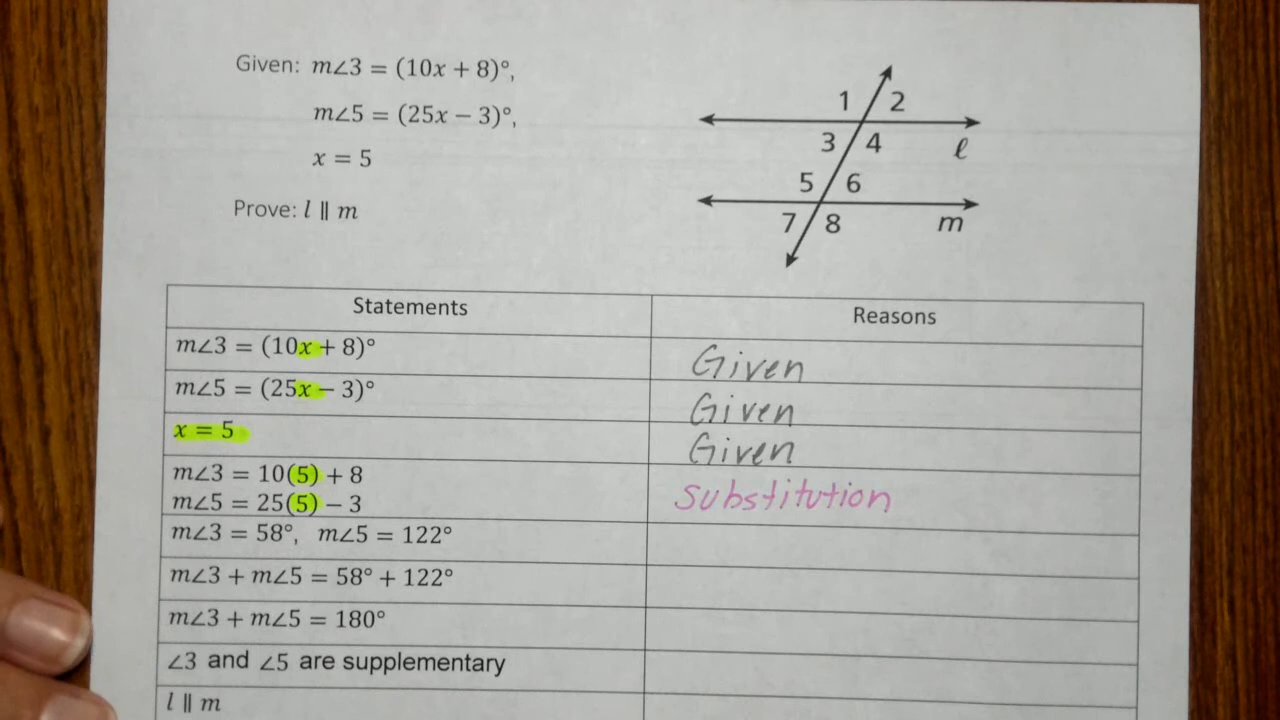 Given: m∠3 = (10x + 8)°,
m∠5 = (25x − 3)°,
x = 5
Prove: l ∥ m
1 2
3 4 ℓ
5 6
7 8 m
Statements Reasons
m∠3 = (10x + 8)° Given
m∠5 = (25x − 3)° Given
x = 5 Given
m∠3 = 10(5) + 8
m∠5 = 25(5) − 3 Substitution
m∠3 = 58°, m∠5 = 122°
m∠3 + m∠5 = 58° + 122°
m∠3 + m∠5 = 180°
∠3 and ∠5 are supplementary
l ∥ m